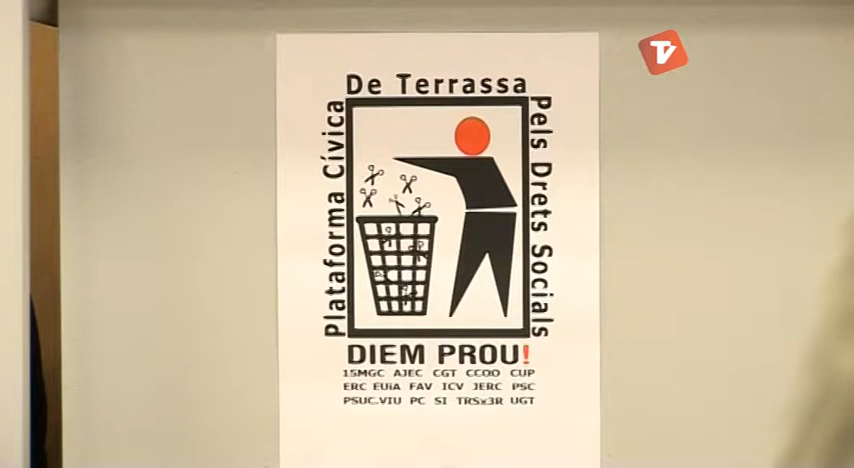 TV
De Terrassa
Plataforma Cívica
Pels Drets Socials
DIEM PROU!
15MGC AJEC CGT CCOO CUP
ERC EUiA FAV ICV JERC PSC
PSUC.VIU PC SI TRSx3R UGT